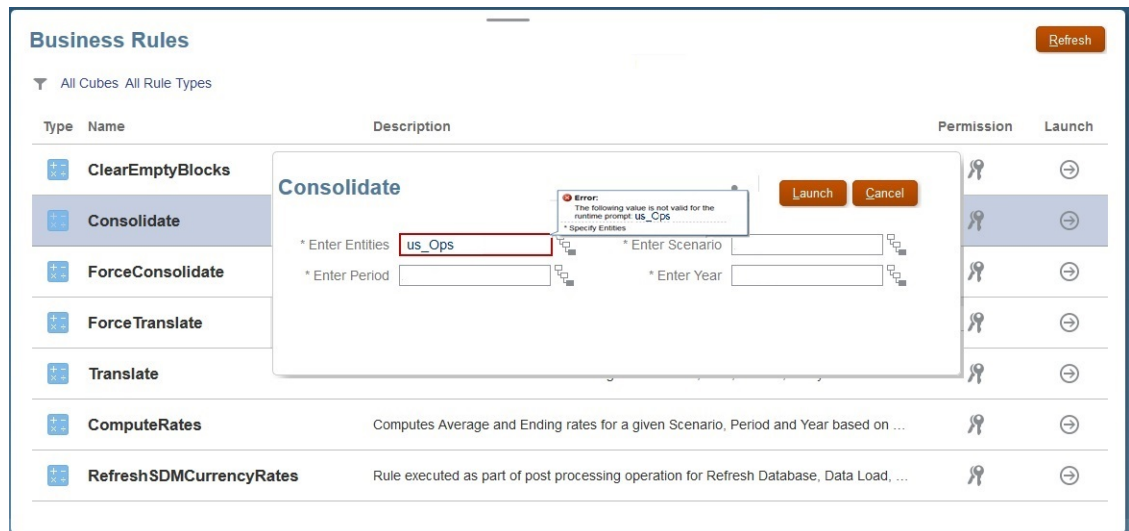 Business Rules
Refresh
All Cubes All Rule Types
Type Name Description Permission Launch
ClearEmptyBlocks
Consolidate
Launch Cancel
Error:
The following value is not valid for the
runtime prompt us_Cps
* Specify Entities
* Enter Entities us_Ops * Enter Scenario
* Enter Period * Enter Year
Consolidate
ForceConsolidate
ForceTranslate
Translate
ComputeRates Computes Average and Ending rates for a given Scenario, Period and Year based on ...
RefreshSDMCurrencyRates Rule executed as part of post processing operation for Refresh Database, Data Load, ...